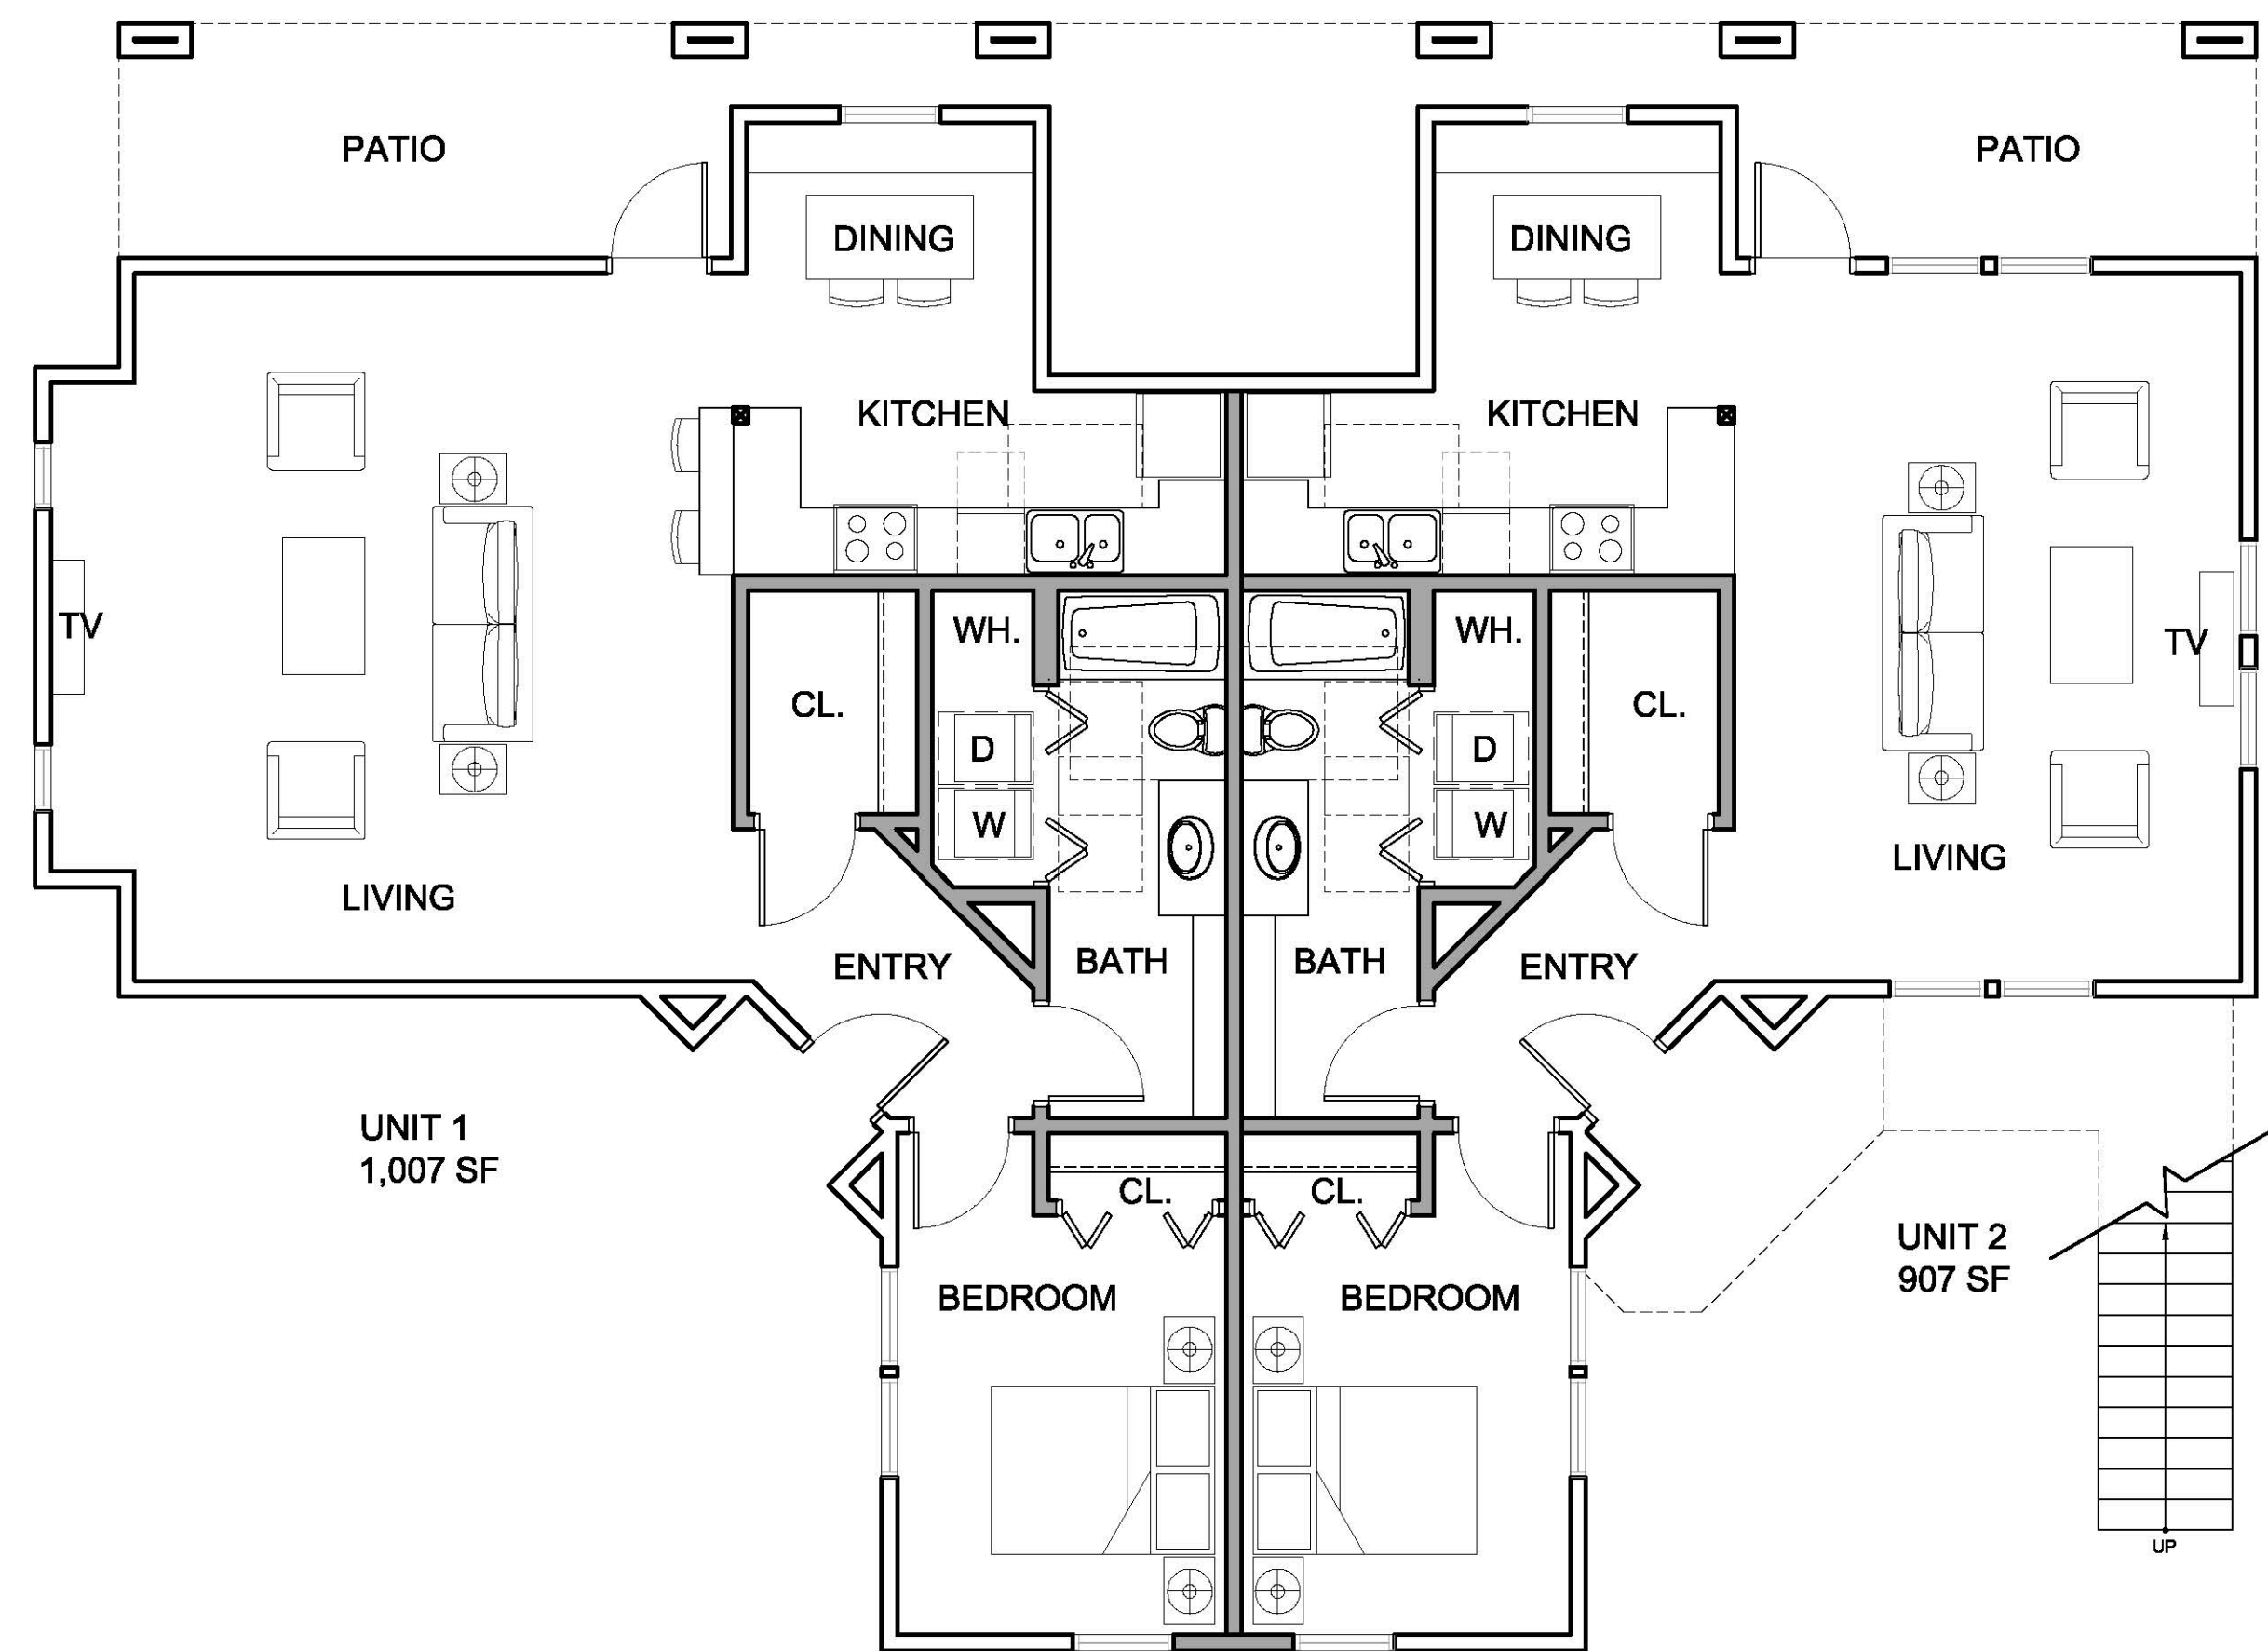 PATIO
PATIO
DINING
DINING
KITCHEN
KITCHEN
TV
WH.
WH.
TV
CL.
CL.
D
D
W
W
LIVING
LIVING
ENTRY
BATH
BATH
ENTRY
UNIT 1
1,007 SF
CL.
CL.
UNIT 2
907 SF
BEDROOM
BEDROOM
UP